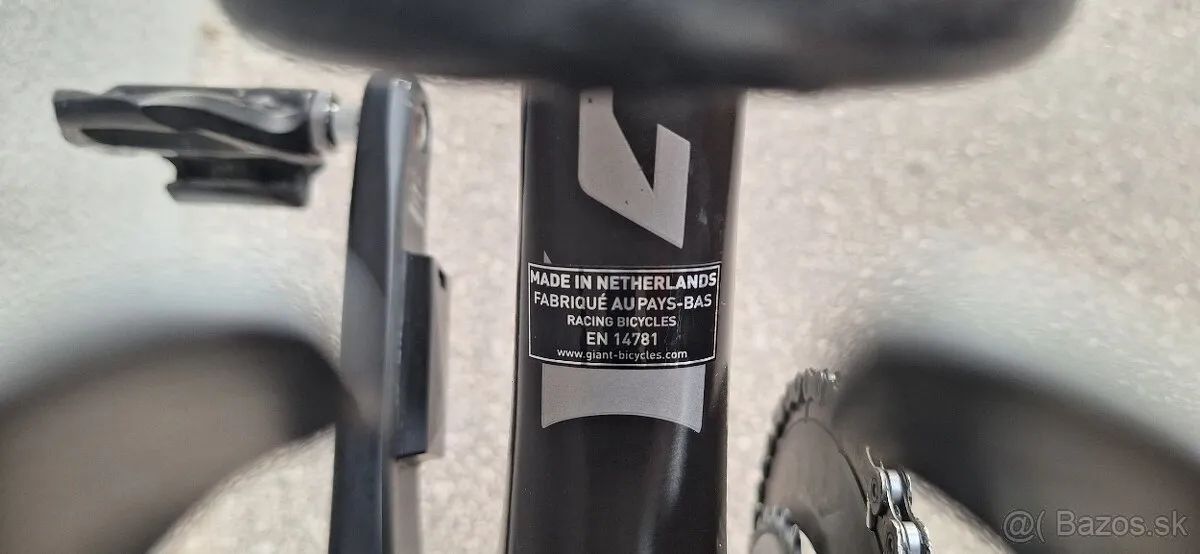 MADE IN NETHERLANDS
FABRIQUÉ AU PAYS-BAS
RACING BICYCLES
EN 14781
www.giant-bicycles.com
@( Bazos.sk